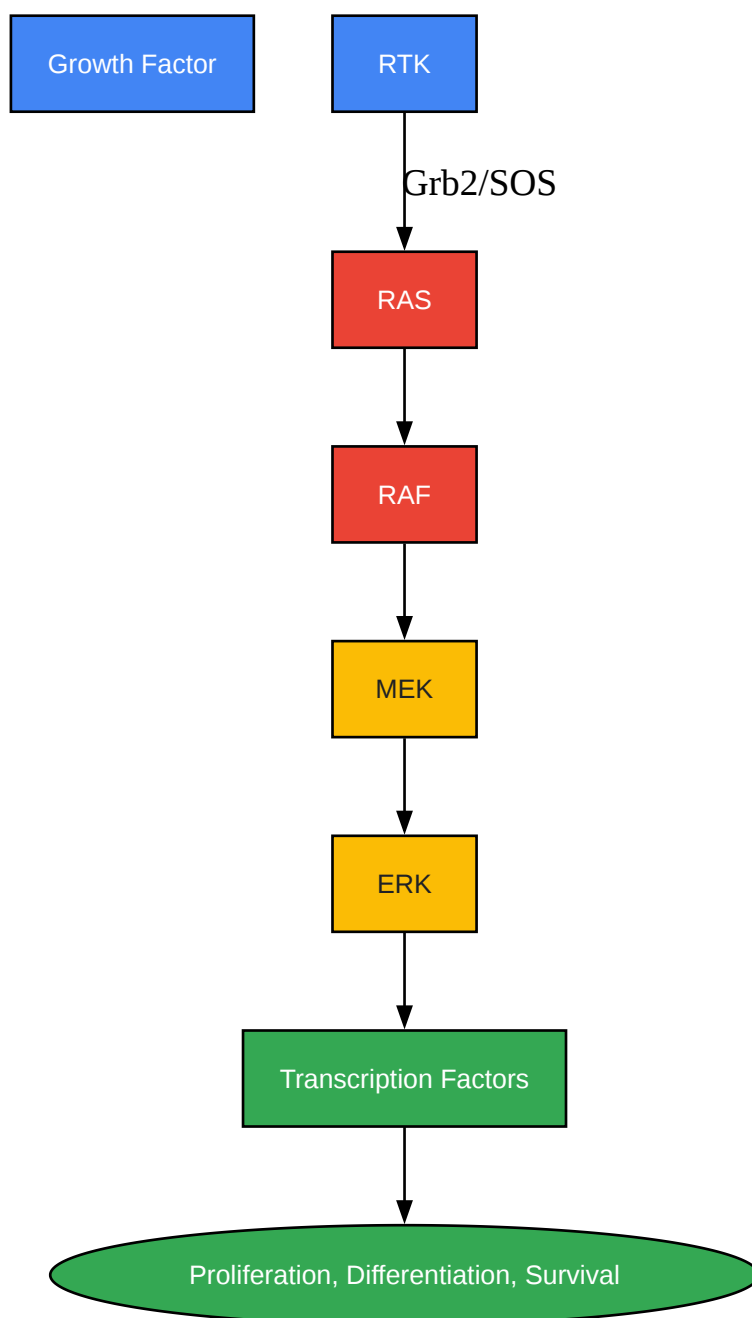 Growth Factor
RTK
Grb2/SOS
RAS
RAF
MEK
ERK
Transcription Factors
Proliferation, Differentiation, Survival